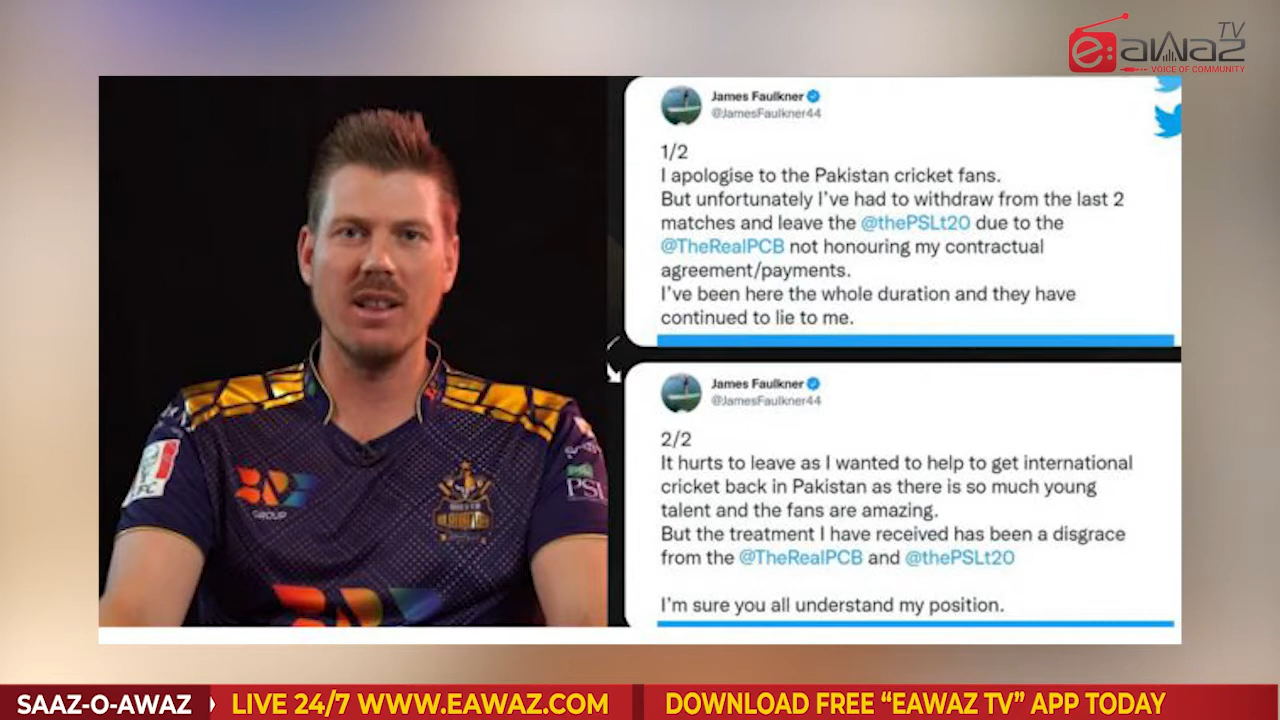 TV
e:awaz
VOICE OF COMMUNITY
James Faulkner
@JamesFaulkner44
1/2
I apologise to the Pakistan cricket fans.
But unfortunately I've had to withdraw from the last 2
matches and leave the @thePSLt20 due to the
@TheRealPCB not honouring my contractual
agreement/payments.
I've been here the whole duration and they have
continued to lie to me.
James Faulkner
@JamesFaulkner44
2/2
It hurts to leave as I wanted to help to get international
cricket back in Pakistan as there is so much young
talent and the fans are amazing.
But the treatment I have received has been a disgrace
from the @TheRealPCB and @thePSLt20
I'm sure you all understand my position.
FC
GROUP
PSL
SAAZ-O-AWAZ
LIVE 24/7 WWW.EAWAZ.COM
DOWNLOAD FREE “EAWAZ TV” APP TODAY